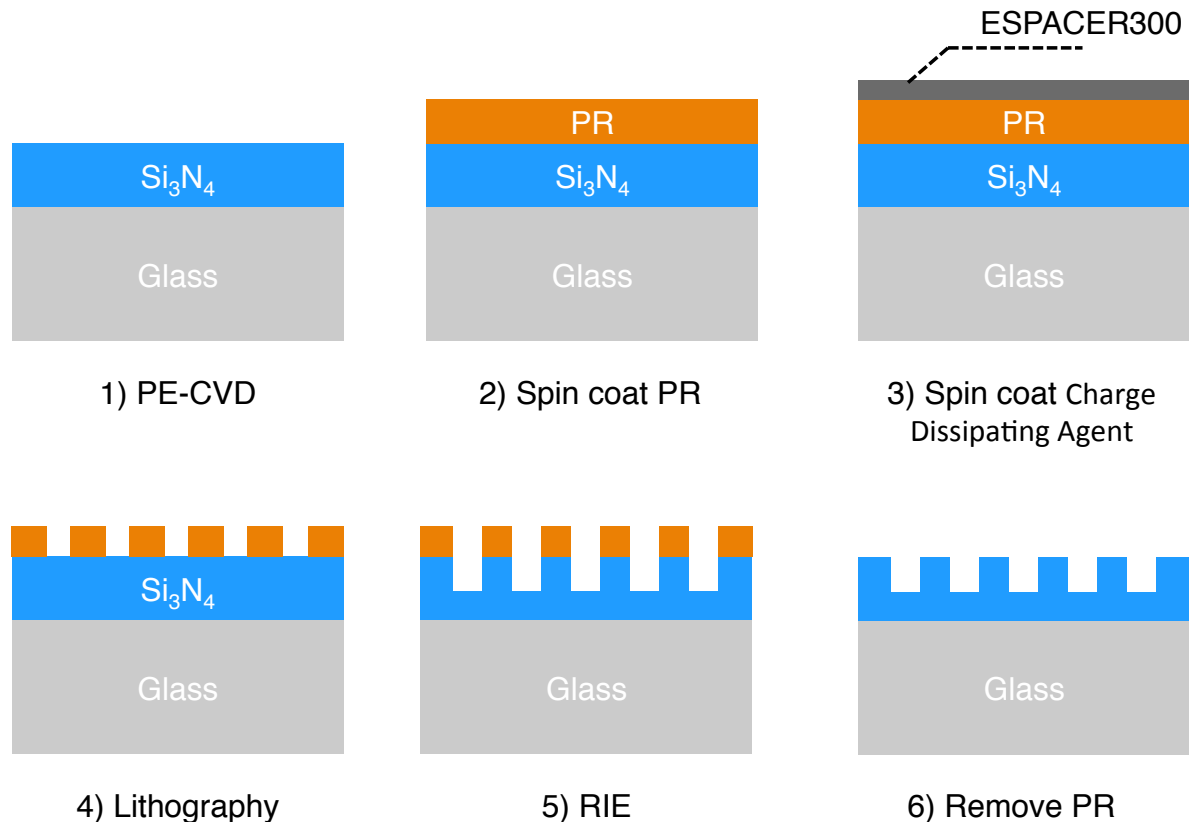 ESPACER300
PR
PR
Si₃N₄
Si₃N₄
Si₃N₄
Glass
Glass
Glass
1) PE-CVD
2) Spin coat PR
3) Spin coat Charge
Dissipating Agent
Si₃N₄
Glass
Glass
Glass
4) Lithography
5) RIE
6) Remove PR